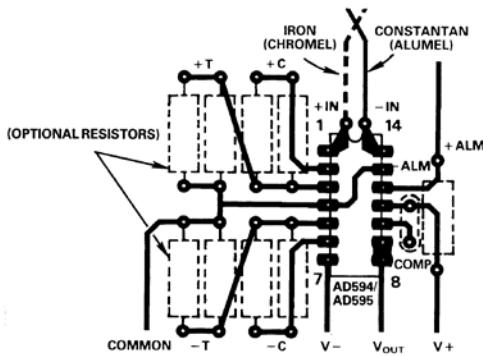 IRON
(CHROMEL)
CONSTANTAN
(ALUMEL)
+T
+C
+IN
-IN
1
14
(OPTIONAL RESISTORS)
-ALM
+ALM
7
8
COMP
AD594/
AD595
COMMON
-T
-C
V-
VOUT
V+